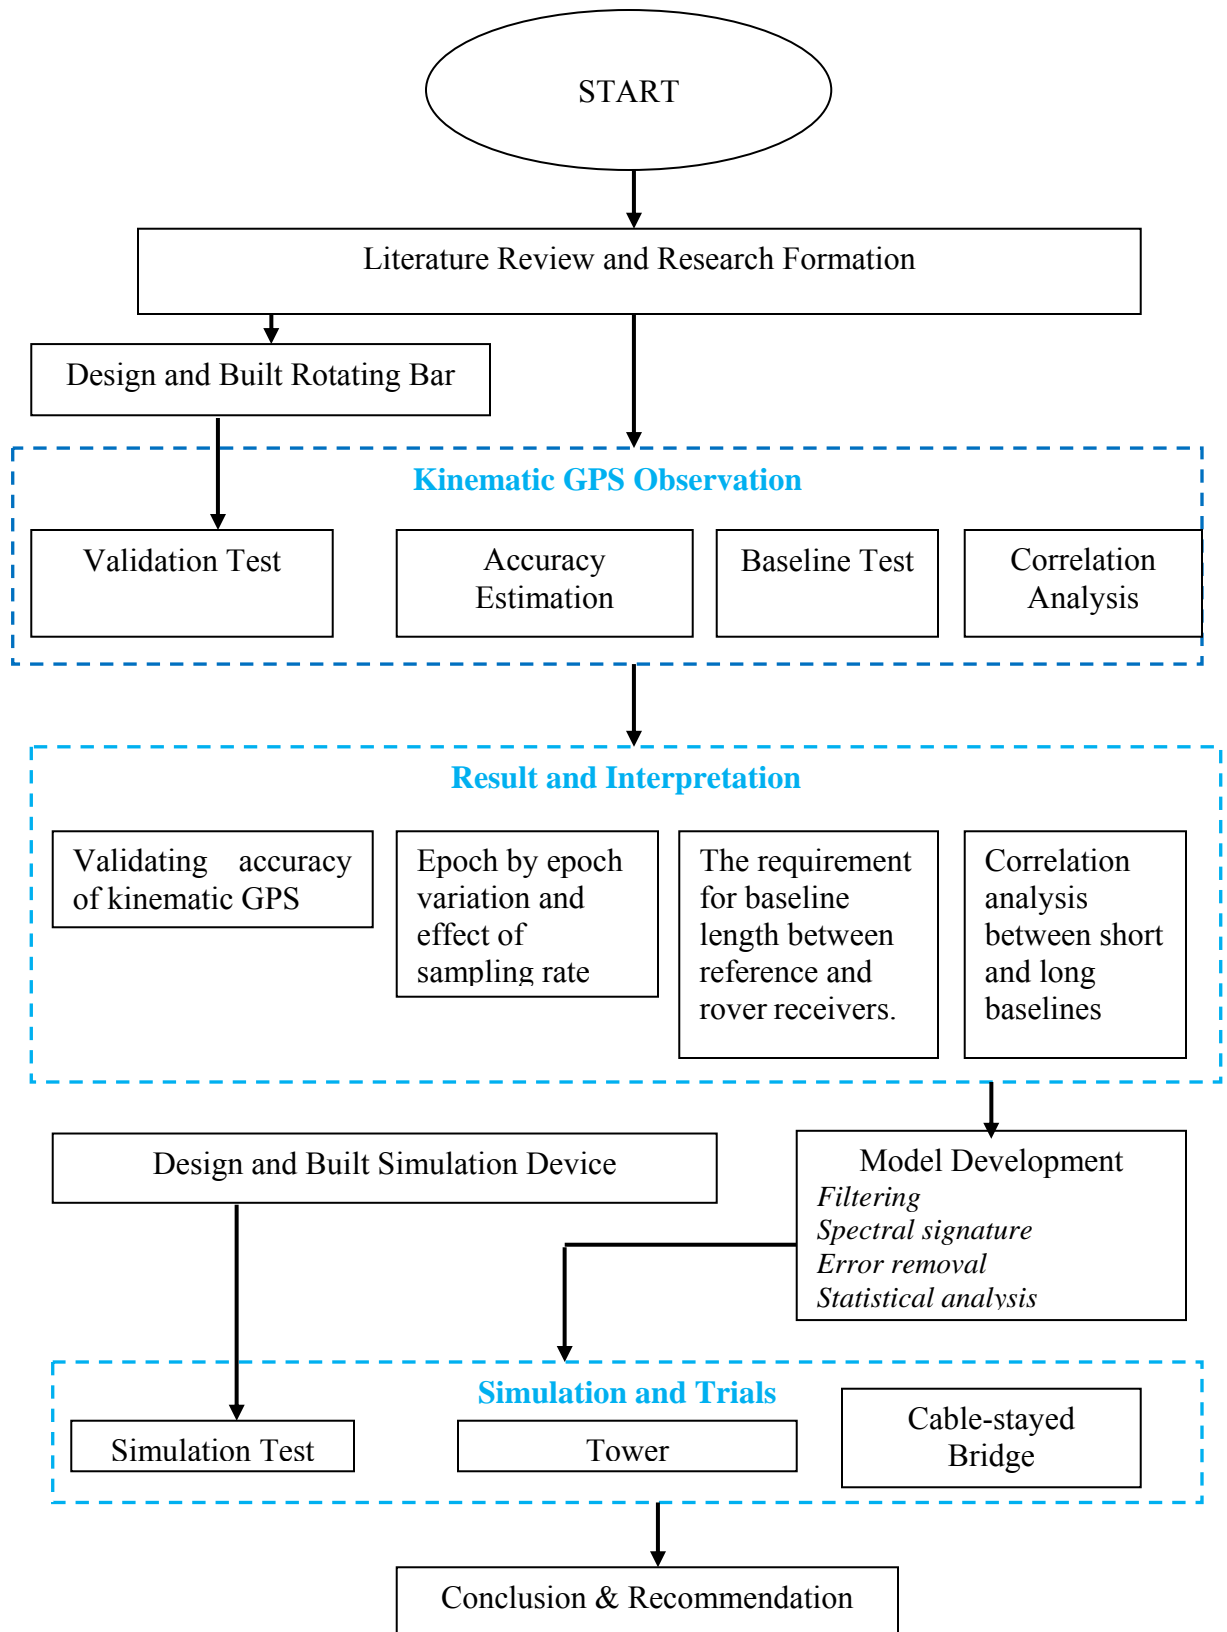 START
Literature Review and Research Formation
Design and Built Rotating Bar
Kinematic GPS Observation
Validation Test
Accuracy
Estimation
Baseline Test
Correlation
Analysis
Result and Interpretation
Validating accuracy
of kinematic GPS
Epoch by epoch
variation and
effect of
sampling rate
The requirement
for baseline
length between
reference and
rover receivers.
Correlation
analysis
between short
and long
baselines
Design and Built Simulation Device
Model Development
Filtering
Spectral signature
Error removal
Statistical analysis
Simulation and Trials
Simulation Test
Tower
Cable-stayed
Bridge
Conclusion & Recommendation